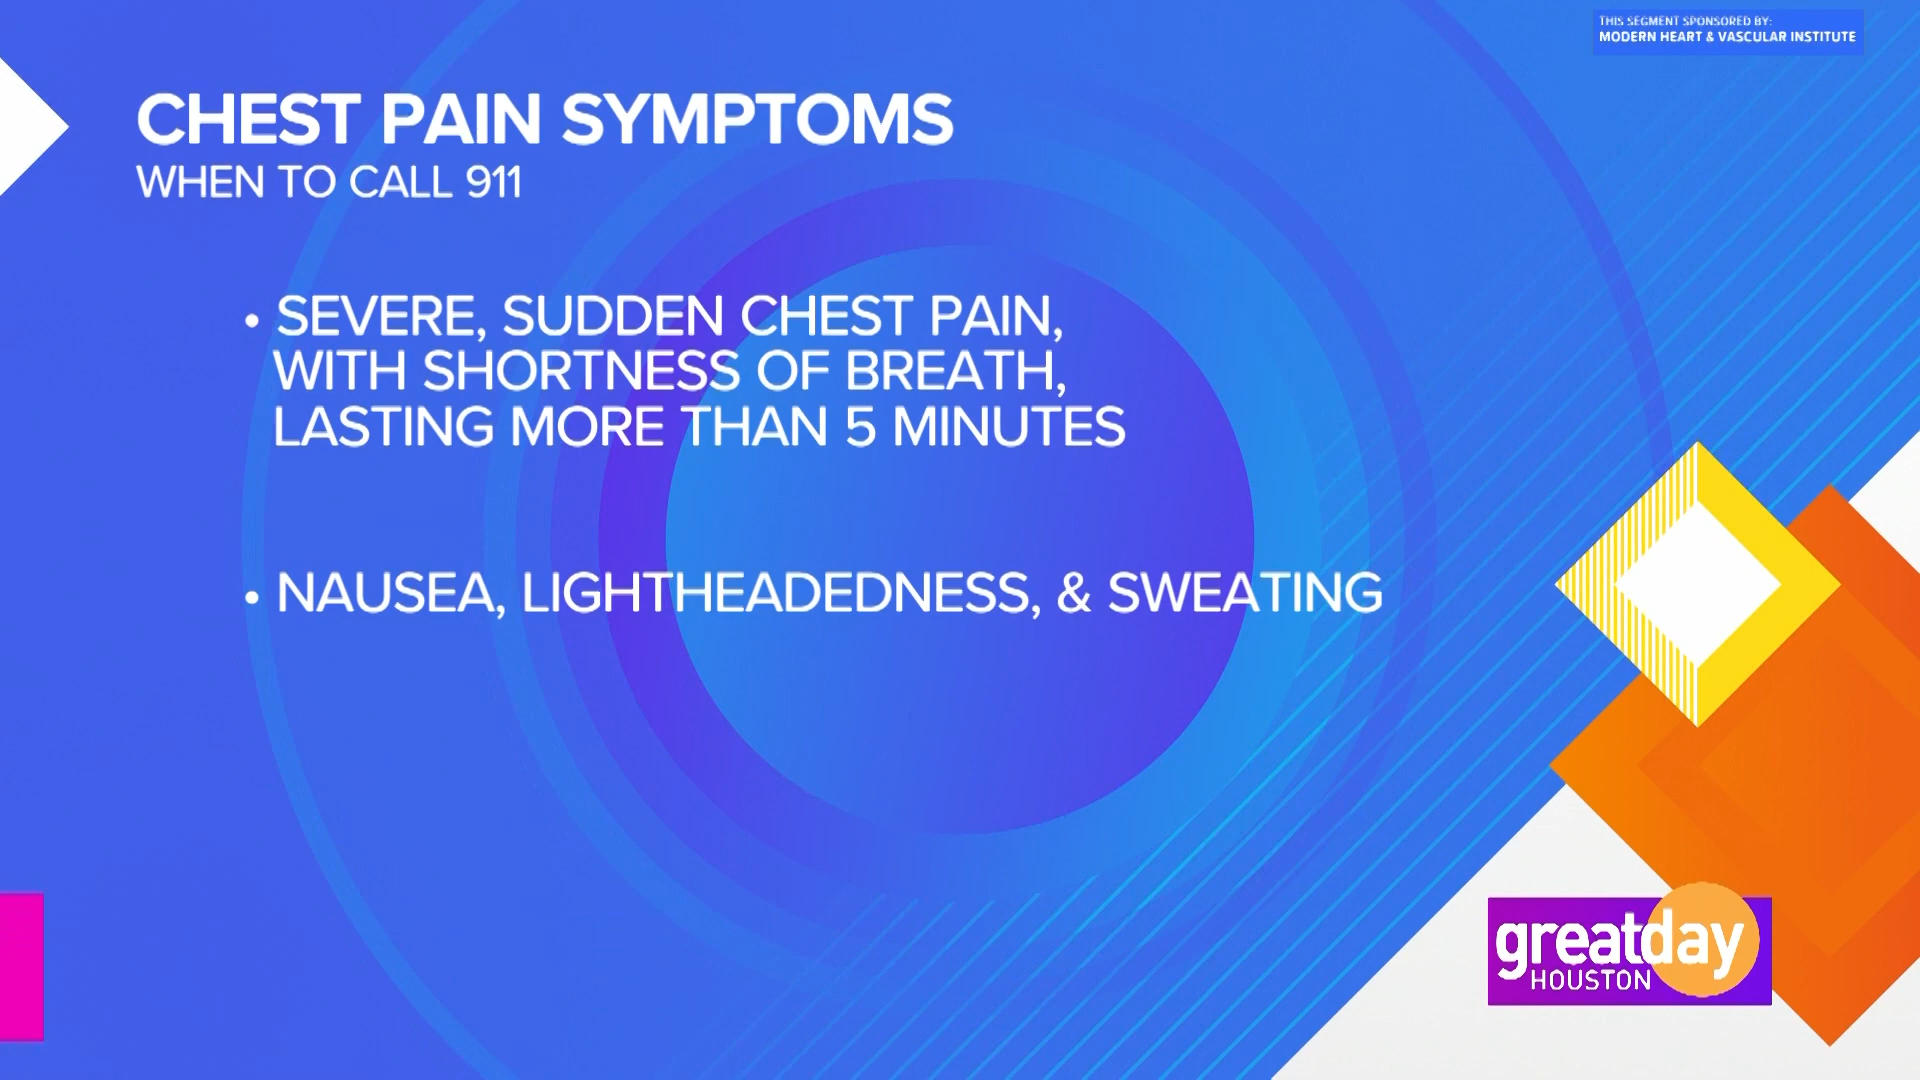 THIS SEGMENT SPONSORED BY:
MODERN HEART & VASCULAR INSTITUTE
CHEST PAIN SYMPTOMS
WHEN TO CALL 911
• SEVERE, SUDDEN CHEST PAIN,
WITH SHORTNESS OF BREATH,
LASTING MORE THAN 5 MINUTES
• NAUSEA, LIGHTHEADEDNESS, & SWEATING
greatday
HOUSTON